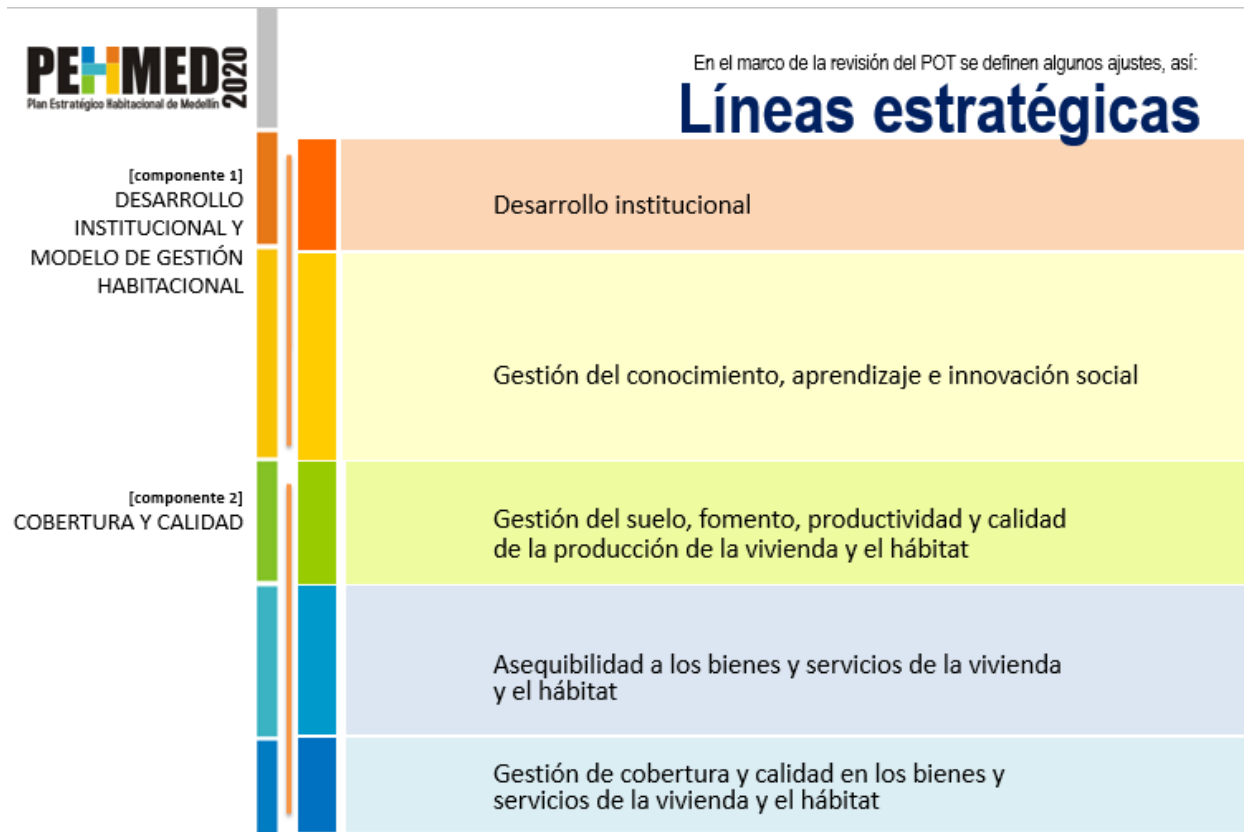 PEHMED 2020
Plan Estratégico Habitacional de Medellín
En el marco de la revisión del POT se definen algunos ajustes, así:
Líneas estratégicas
[componente 1]
DESARROLLO
INSTITUCIONAL Y
MODELO DE GESTIÓN
HABITACIONAL
Desarrollo institucional
Gestión del conocimiento, aprendizaje e innovación social
[componente 2]
COBERTURA Y CALIDAD
Gestión del suelo, fomento, productividad y calidad
de la producción de la vivienda y el hábitat
Asequibilidad a los bienes y servicios de la vivienda
y el hábitat
Gestión de cobertura y calidad en los bienes y
servicios de la vivienda y el hábitat